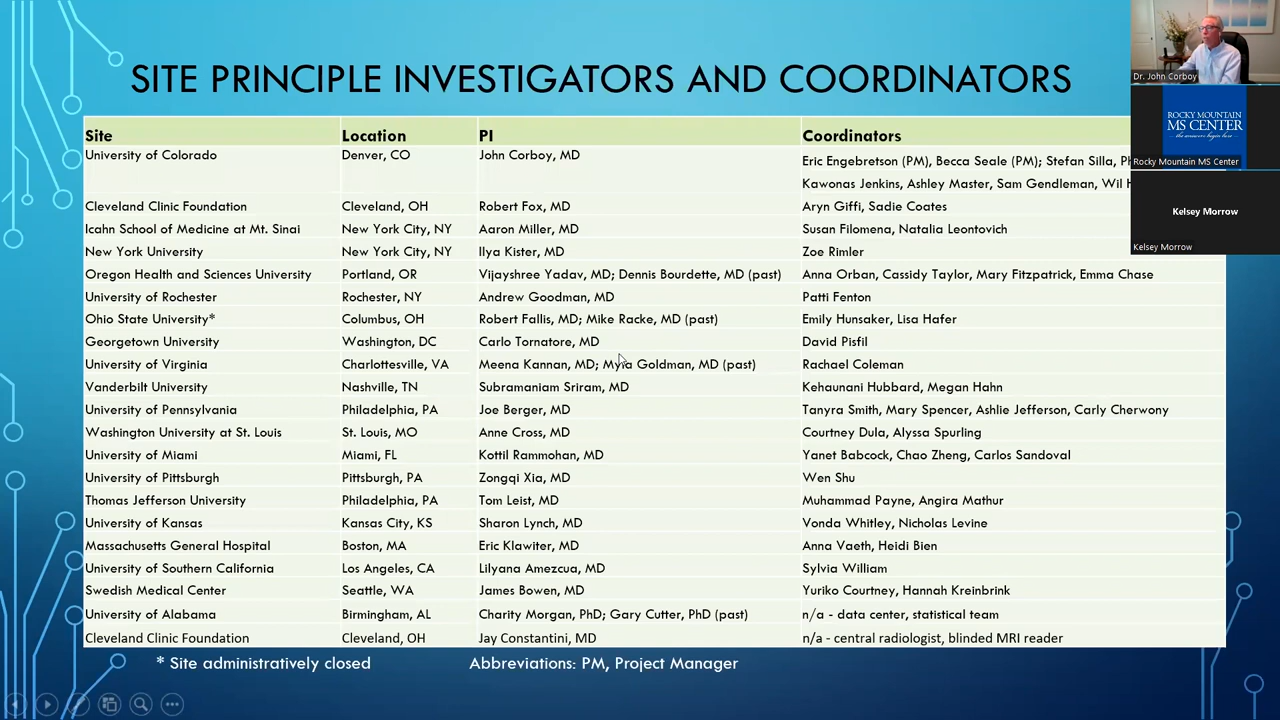 SITE PRINCIPLE INVESTIGATORS AND COORDINATORS
Site Location PI Coordinators
University of Colorado Denver, CO John Corboy, MD Eric Engebretson (PM), Becca Seale (PM); Stefan Silla,
Kawonas Jenkins, Ashley Master, Sam Gendleman, Wil
Cleveland Clinic Foundation Cleveland, OH Robert Fox, MD Aryn Giffi, Sadie Coates
Icahn School of Medicine at Mt. Sinai New York City, NY Aaron Miller, MD Susan Filomena, Natalia Leontovich
New York University New York City, NY Ilya Kister, MD Zoe Rimler
Oregon Health and Sciences University Portland, OR Vijayshree Yadav, MD; Dennis Bourdette, MD (past) Anna Orban, Cassidy Taylor, Mary Fitzpatrick, Emma Chase
University of Rochester Rochester, NY Andrew Goodman, MD Patti Fenton
Ohio State University* Columbus, OH Robert Fallis, MD; Mike Racke, MD (past) Emily Hunsaker, Lisa Hafer
Georgetown University Washington, DC Carlo Tornatore, MD David Pisfil
University of Virginia Charlottesville, VA Meena Kannan, MD; Myla Goldman, MD (past) Rachael Coleman
Vanderbilt University Nashville, TN Subramaniam Sriram, MD Kehaunani Hubbard, Megan Hahn
University of Pennsylvania Philadelphia, PA Joe Berger, MD Tanyra Smith, Mary Spencer, Ashlie Jefferson, Carly Cherwony
Washington University at St. Louis St. Louis, MO Anne Cross, MD Courtney Dula, Alyssa Spurling
University of Miami Miami, FL Kottil Rammohan, MD Yanet Babcock, Chao Zheng, Carlos Sandoval
University of Pittsburgh Pittsburgh, PA Zongqi Xia, MD Wen Shu
Thomas Jefferson University Philadelphia, PA Tom Leist, MD Muhammad Payne, Angira Mathur
University of Kansas Kansas City, KS Sharon Lynch, MD Vonda Whitley, Nicholas Levine
Massachusetts General Hospital Boston, MA Eric Klawiter, MD Anna Vaeth, Heidi Bien
University of Southern California Los Angeles, CA Lilyana Amezcua, MD Sylvia William
Swedish Medical Center Seattle, WA James Bowen, MD Yuriko Courtney, Hannah Kreinbrink
University of Alabama Birmingham, AL Charity Morgan, PhD; Gary Cutter, PhD (past) n/a - data center, statistical team
Cleveland Clinic Foundation Cleveland, OH Jay Constantini, MD n/a - central radiologist, blinded MRI reader
* Site administratively closed Abbreviations: PM, Project Manager
Dr. John Corboy
ROCKY MOUNTAIN
MS CENTER
the answers begin here
Rocky Mountain MS Center
Kelsey Morrow
Kelsey Morrow